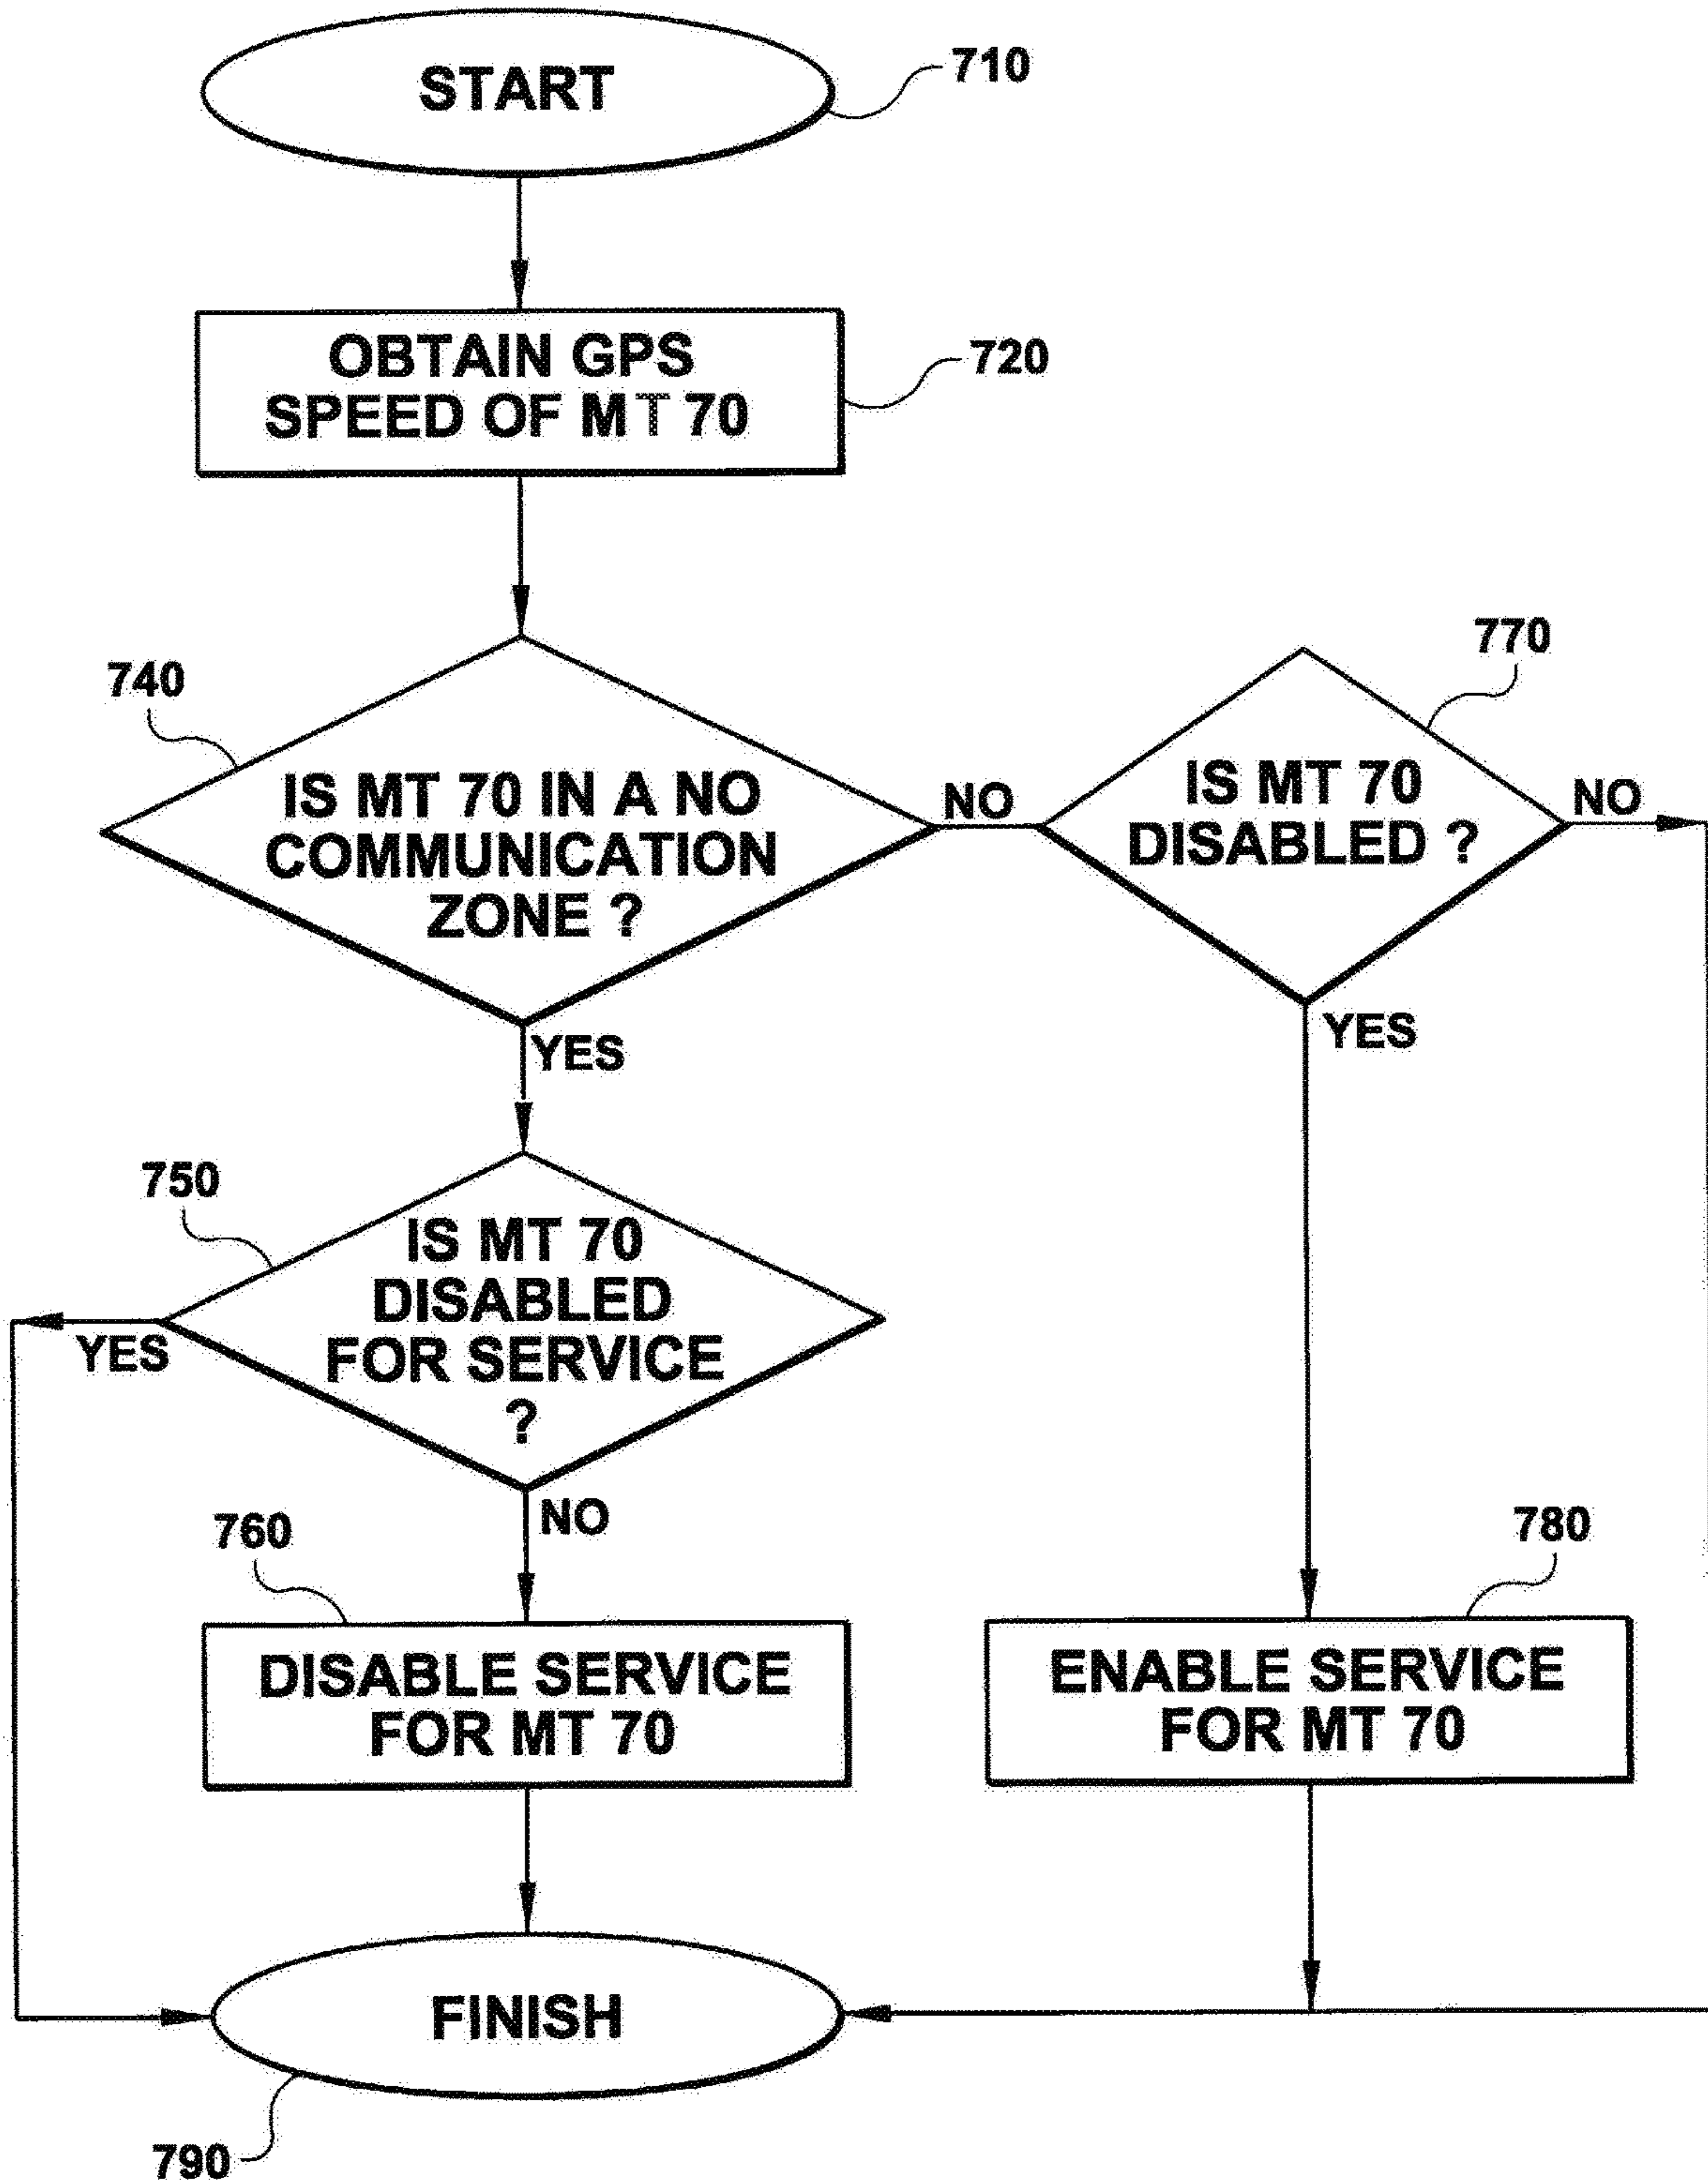 START
710
OBTAIN GPS
SPEED OF MT 70
720
740
IS MT 70 IN A NO
COMMUNICATION
ZONE ?
NO
YES
770
IS MT 70
DISABLED ?
NO
YES
750
IS MT 70
DISABLED
FOR SERVICE
?
YES
NO
760
DISABLE SERVICE
FOR MT 70
780
ENABLE SERVICE
FOR MT 70
FINISH
790